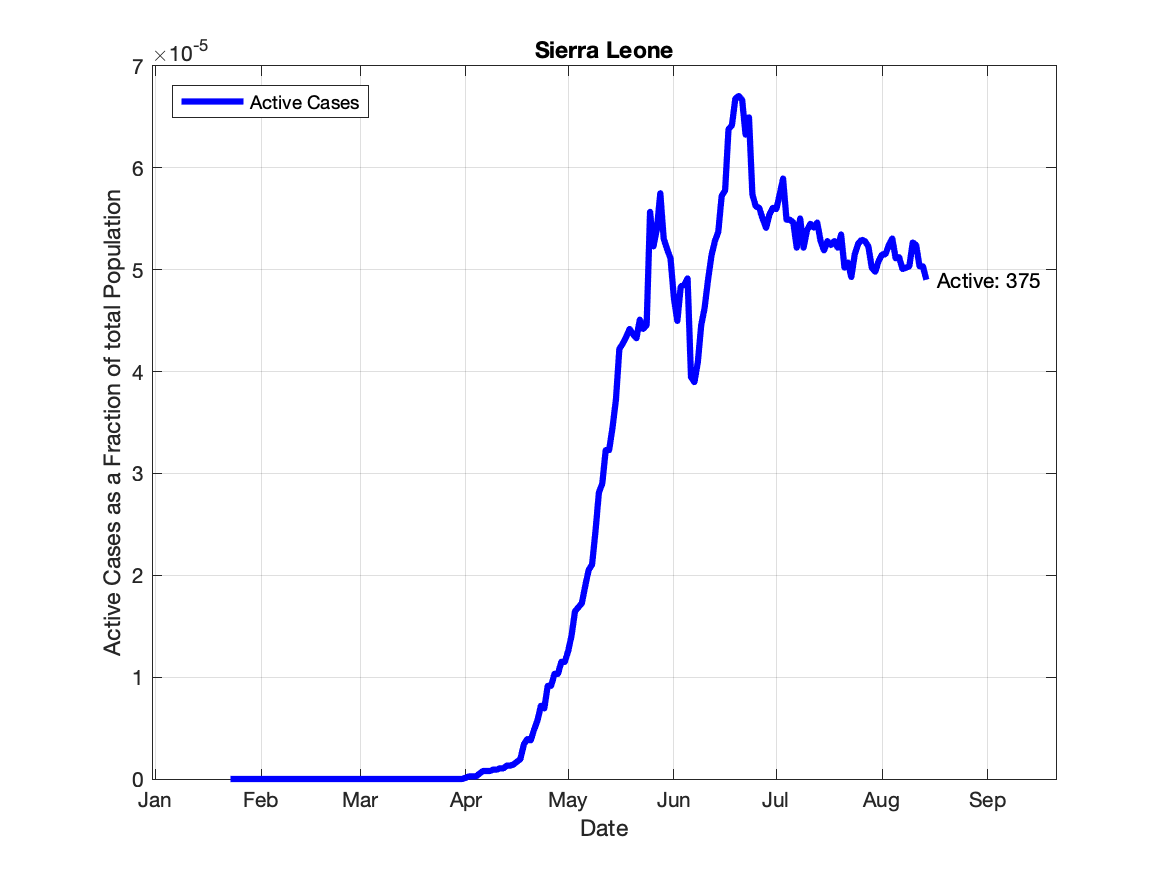 Sierra Leone
×10-5
Active Cases
7
6
5
4
3
2
1
0
Active Cases as a Fraction of total Population
Active: 375
Jan Feb Mar Apr May Jun Jul Aug Sep
Date